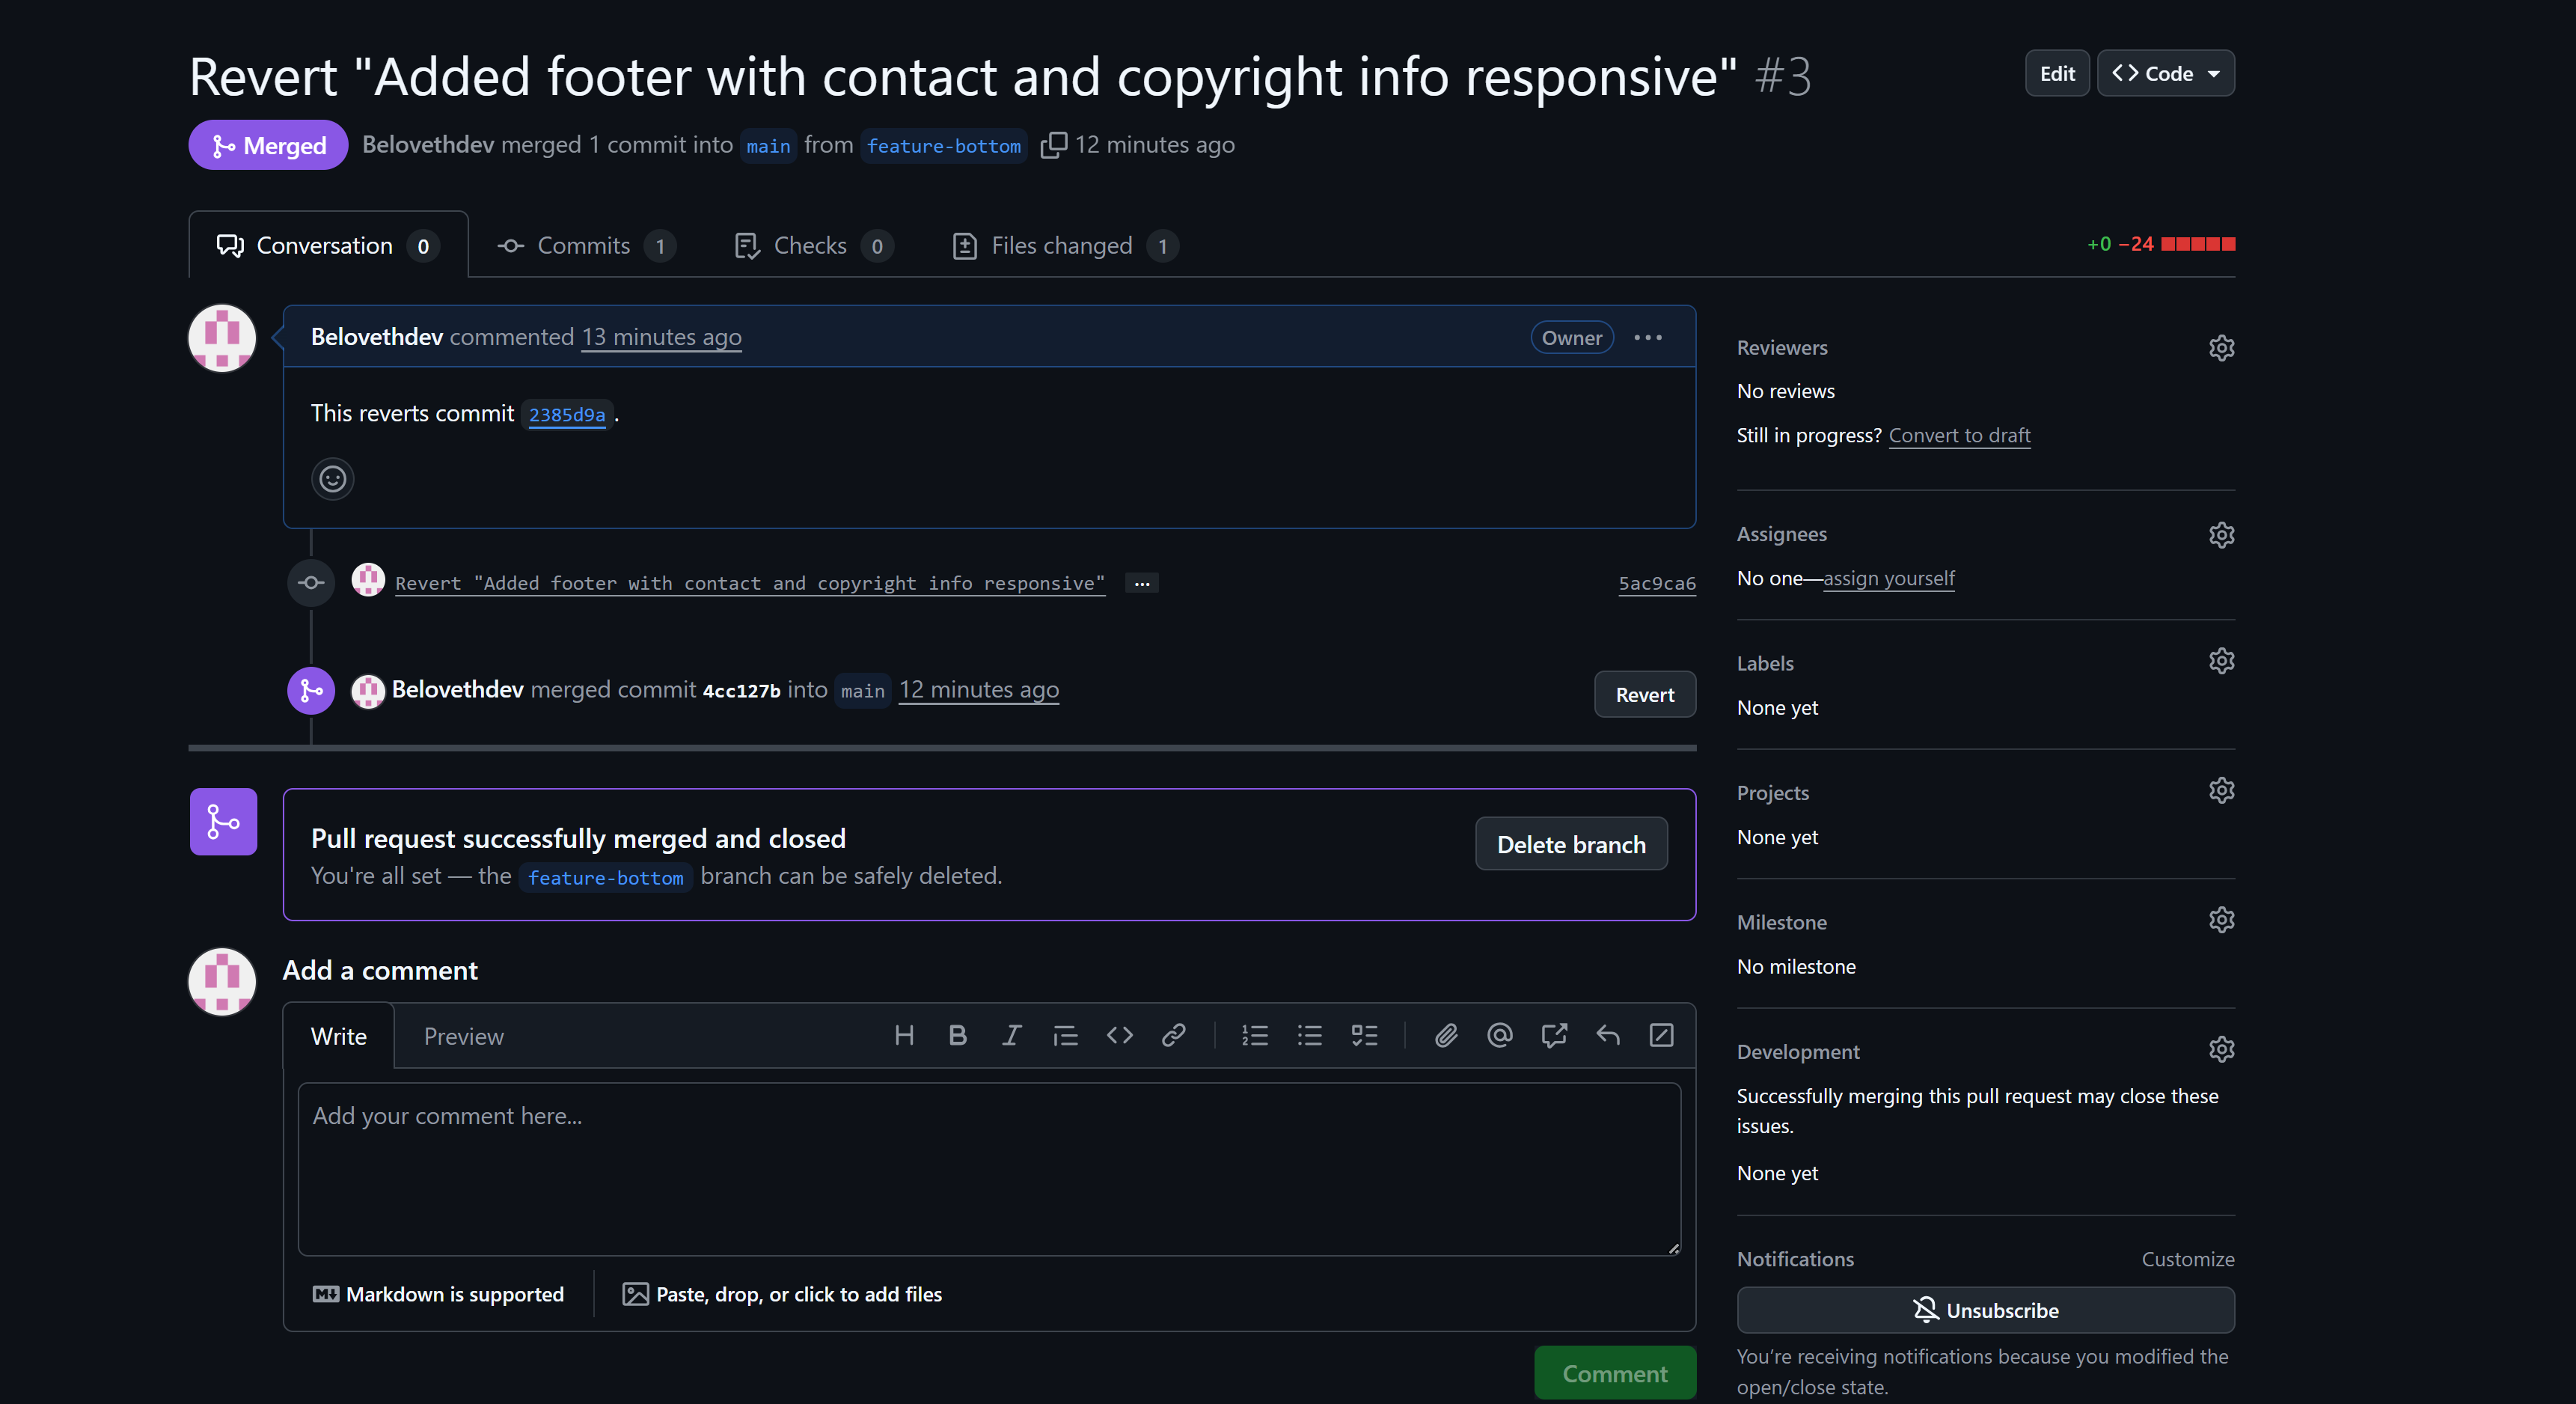 Revert "Added footer with contact and copyright info responsive" #3
Edit
Code
Merged
Belovethdev merged 1 commit into main from feature-bottom 12 minutes ago
Conversation 0
Commits 1
Checks 0
Files changed 1
+0 −24
Belovethdev commented 13 minutes ago
Owner
This reverts commit 2385d9a.
Revert "Added footer with contact and copyright info responsive" ...
5ac9ca6
Belovethdev merged commit 4cc127b into main 12 minutes ago
Revert
Pull request successfully merged and closed
You're all set — the feature-bottom branch can be safely deleted.
Delete branch
Add a comment
Write
Preview
Add your comment here...
Markdown is supported
Paste, drop, or click to add files
Comment
Reviewers
No reviews
Still in progress? Convert to draft
Assignees
No one—assign yourself
Labels
None yet
Projects
None yet
Milestone
No milestone
Development
Successfully merging this pull request may close these
issues.
None yet
Notifications
Customize
Unsubscribe
You're receiving notifications because you modified the
open/close state.